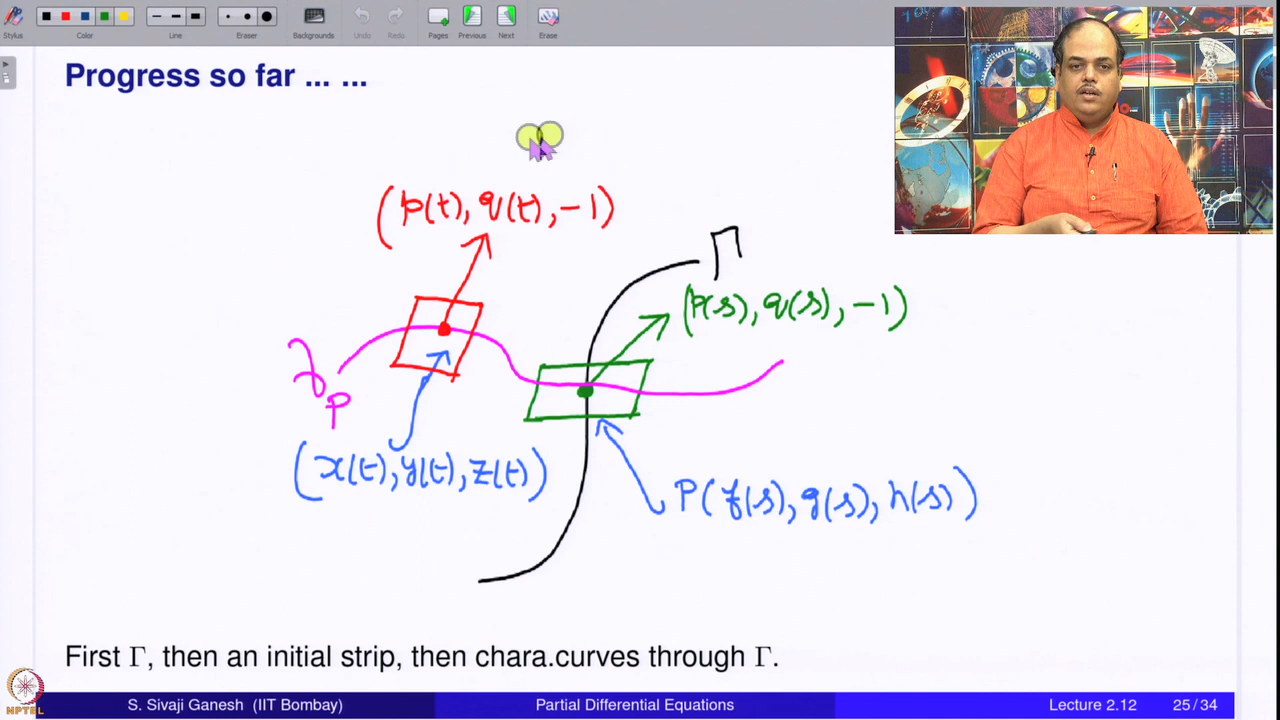 Stylus
Color
Line
Eraser
Backgrounds
Undo
Redo
Pages
Previous
Next
Erase
Progress so far ... ...
(p(t), q(t), -1)
Γ
(p(s), q(s), -1)
γ_P
(x(t), y(t), z(t))
P(f(s), g(s), h(s))
First Γ, then an initial strip, then chara.curves through Γ.
NPTEL
S. Sivaji Ganesh (IIT Bombay)
Partial Differential Equations
Lecture 2.12
25 / 34